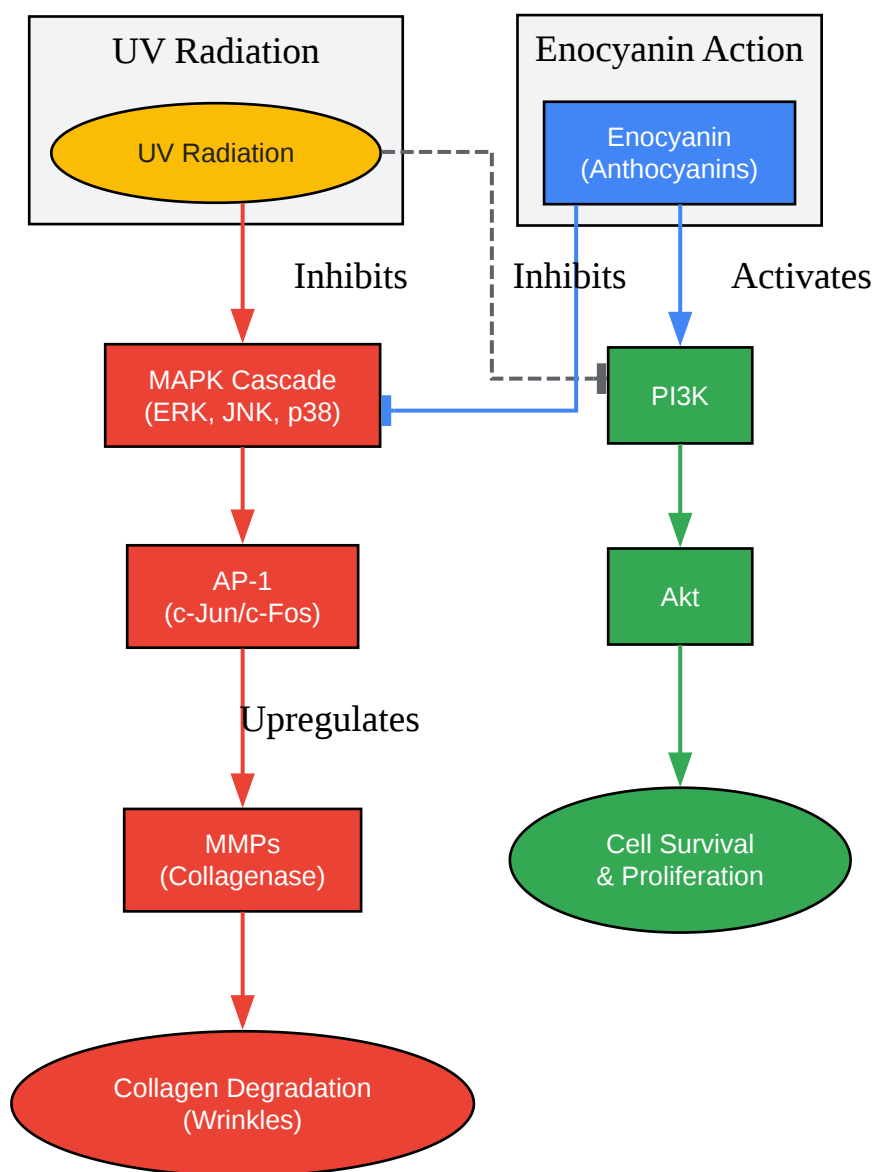 UV Radiation
Enocyanin Action
UV Radiation
Enocyanin
(Anthocyanins)
Inhibits
Inhibits
Activates
MAPK Cascade
(ERK, JNK, p38)
PI3K
AP-1
(c-Jun/c-Fos)
Akt
Upregulates
MMPs
(Collagenase)
Cell Survival
& Proliferation
Collagen Degradation
(Wrinkles)